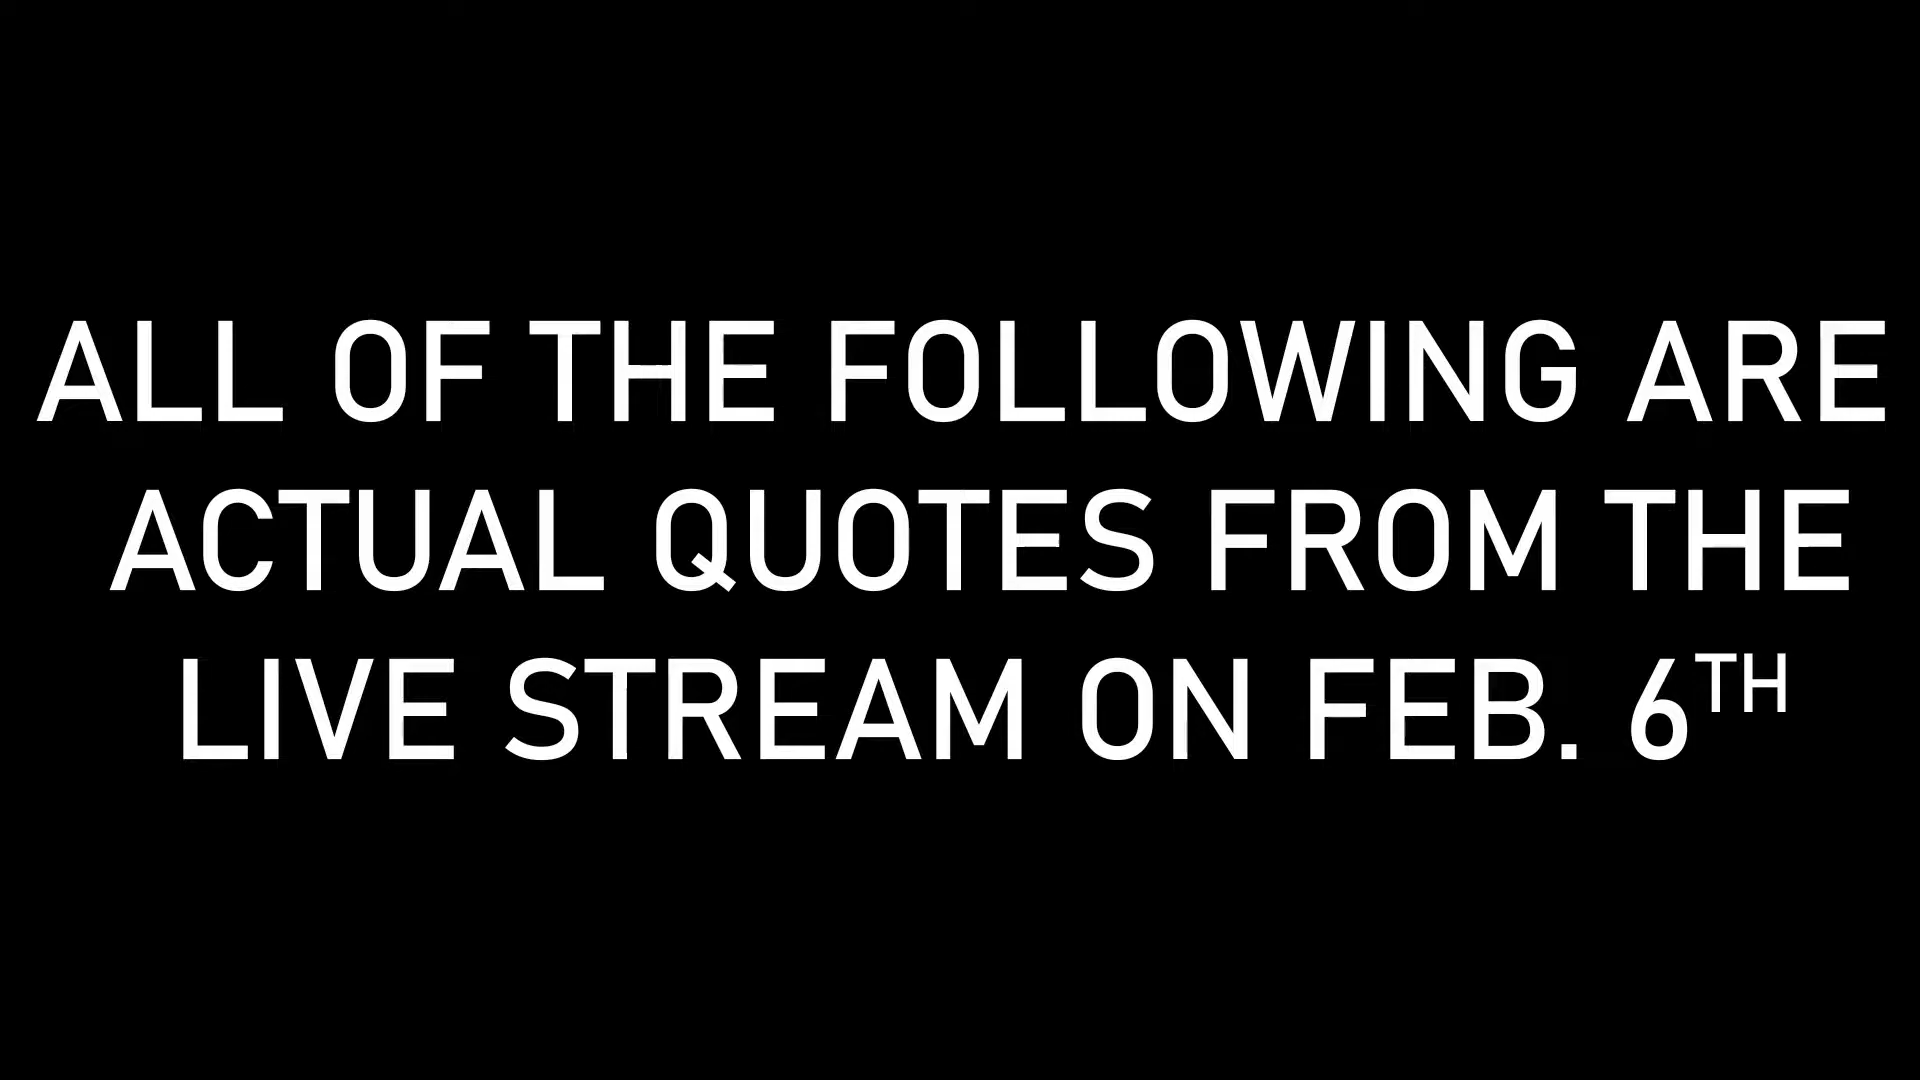 ALL OF THE FOLLOWING ARE
ACTUAL QUOTES FROM THE
LIVE STREAM ON FEB. 6TH